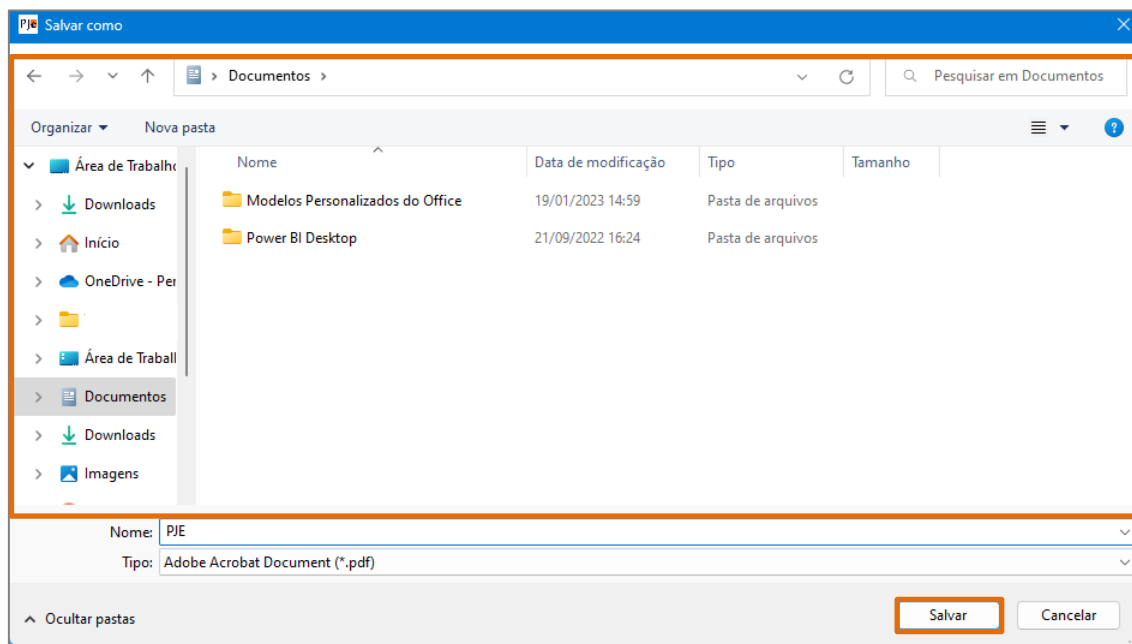 PJe Salvar como
Documentos
Pesquisar em Documentos
Organizar
Nova pasta
Nome Data de modificação Tipo Tamanho
Modelos Personalizados do Office 19/01/2023 14:59 Pasta de arquivos
Power BI Desktop 21/09/2022 16:24 Pasta de arquivos
Área de Trabalho
Downloads
Início
OneDrive - Per
Área de Traball
Documentos
Downloads
Imagens
Nome: PJE
Tipo: Adobe Acrobat Document (*.pdf)
Ocultar pastas
Salvar
Cancelar